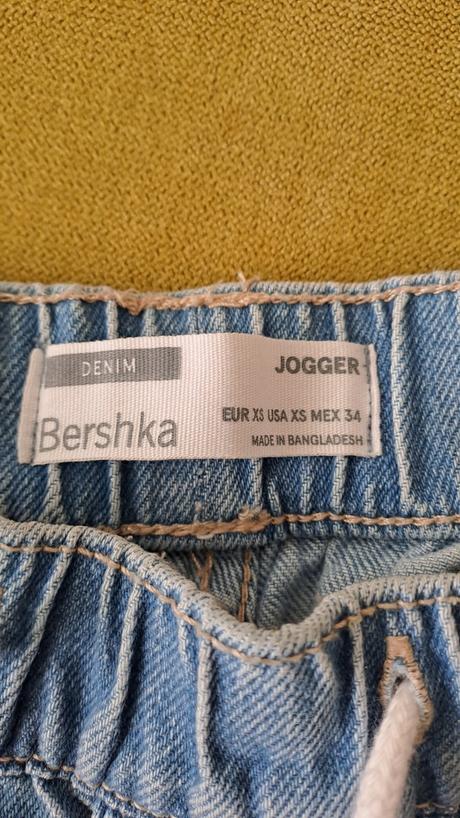 DENIM
JOGGER
Bershka
EUR XS USA XS MEX 34
MADE IN BANGLADESH